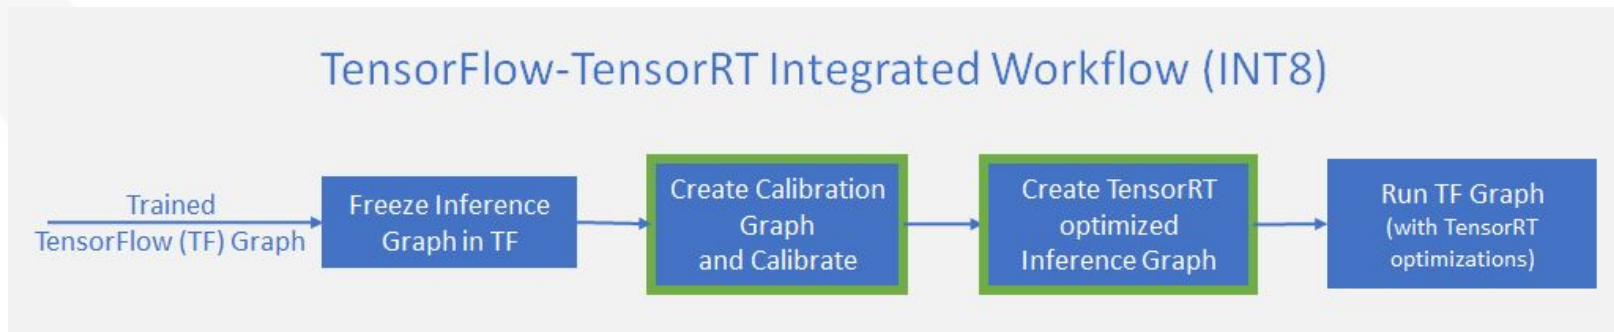 TensorFlow-TensorRT Integrated Workflow (INT8)
Trained
TensorFlow (TF) Graph
Freeze Inference
Graph in TF
Create Calibration
Graph
and Calibrate
Create TensorRT
optimized
Inference Graph
Run TF Graph
(with TensorRT
optimizations)